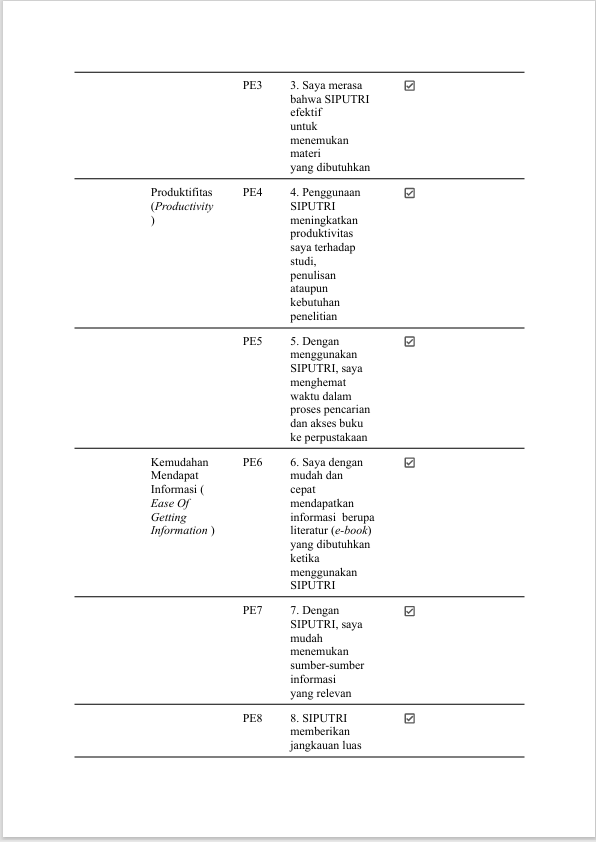 PE3
3. Saya merasa
bahwa SIPUTRI
efektif
untuk
menemukan
materi
yang dibutuhkan
Produktifitas
(Productivity
)
PE4
4. Penggunaan
SIPUTRI
meningkatkan
produktivitas
saya terhadap
studi,
penulisan
ataupun
kebutuhan
penelitian
PE5
5. Dengan
menggunakan
SIPUTRI, saya
menghemat
waktu dalam
proses pencarian
dan akses buku
ke perpustakaan
Kemudahan
Mendapat
Informasi (
Ease Of
Getting
Information )
PE6
6. Saya dengan
mudah dan
cepat
mendapatkan
informasi berupa
literatur (e-book)
yang dibutuhkan
ketika
menggunakan
SIPUTRI
PE7
7. Dengan
SIPUTRI, saya
mudah
menemukan
sumber-sumber
informasi
yang relevan
PE8
8. SIPUTRI
memberikan
jangkauan luas